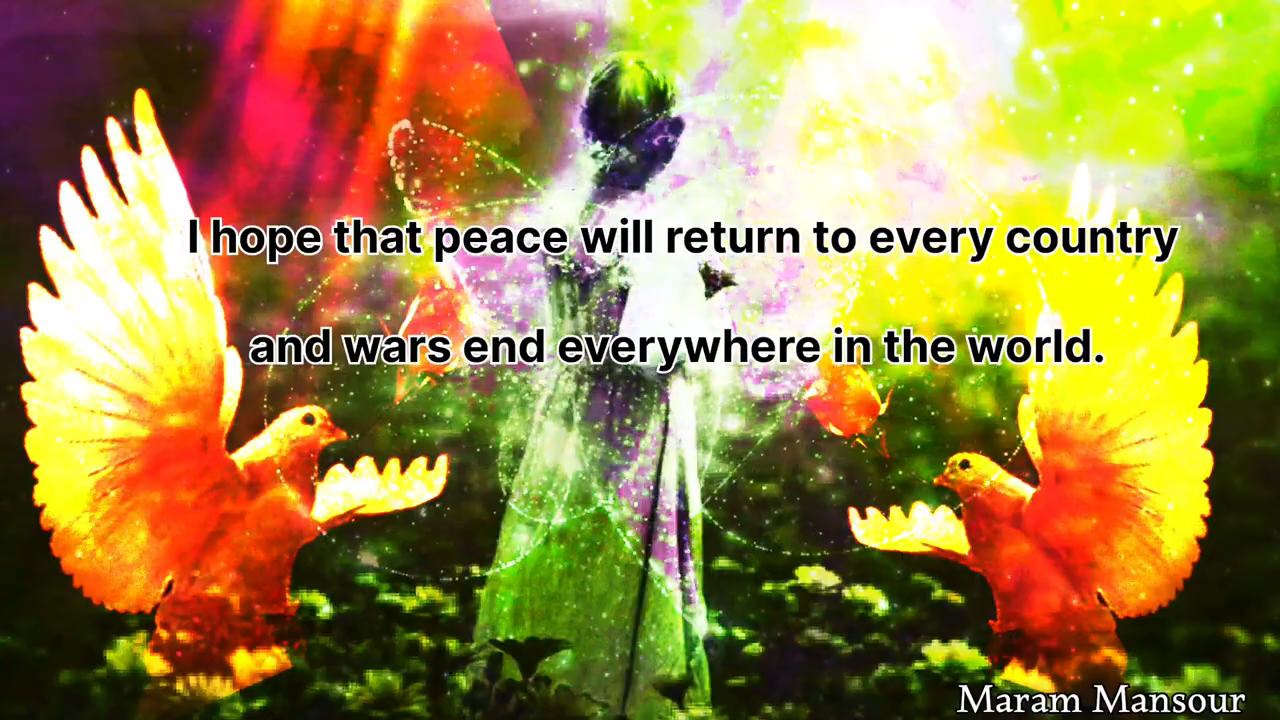 I hope that peace will return to every country
and wars end everywhere in the world.
Maram Mansour